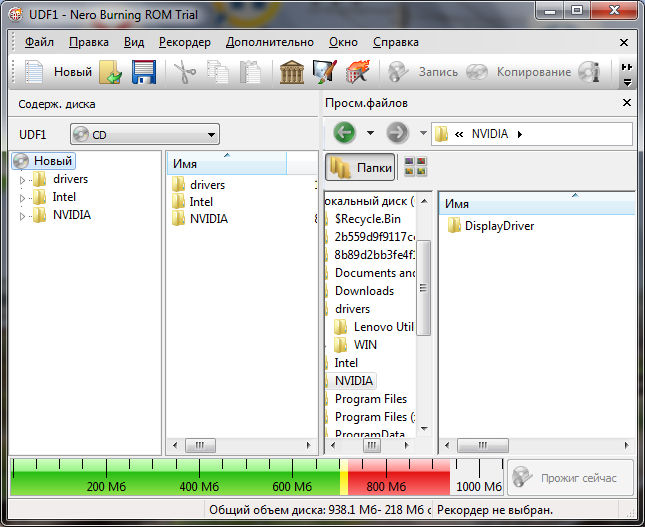 UDF1 - Nero Burning ROM Trial
Файл Правка Вид Рекордер Дополнительно Окно Справка
Новый Запись Копирование
Содерж. диска
Просм.файлов
UDF1 CD
« NVIDIA
Папки
Новый
drivers
Intel
NVIDIA
Имя
drivers
Intel
NVIDIA 8
окальный диск (
$Recycle.Bin
2b559d9f9117c
8b89d2bb3fe4f
Documents and
Downloads
drivers
Lenovo Util
WIN
Intel
NVIDIA
Program Files
Program Files (
ProgramData
Имя
DisplayDriver
200 Мб 400 Мб 600 Мб 800 Мб 1000 Мб
Прожиг сейчас
Общий объем диска: 938.1 Мб- 218 Мб с
Рекордер не выбран.